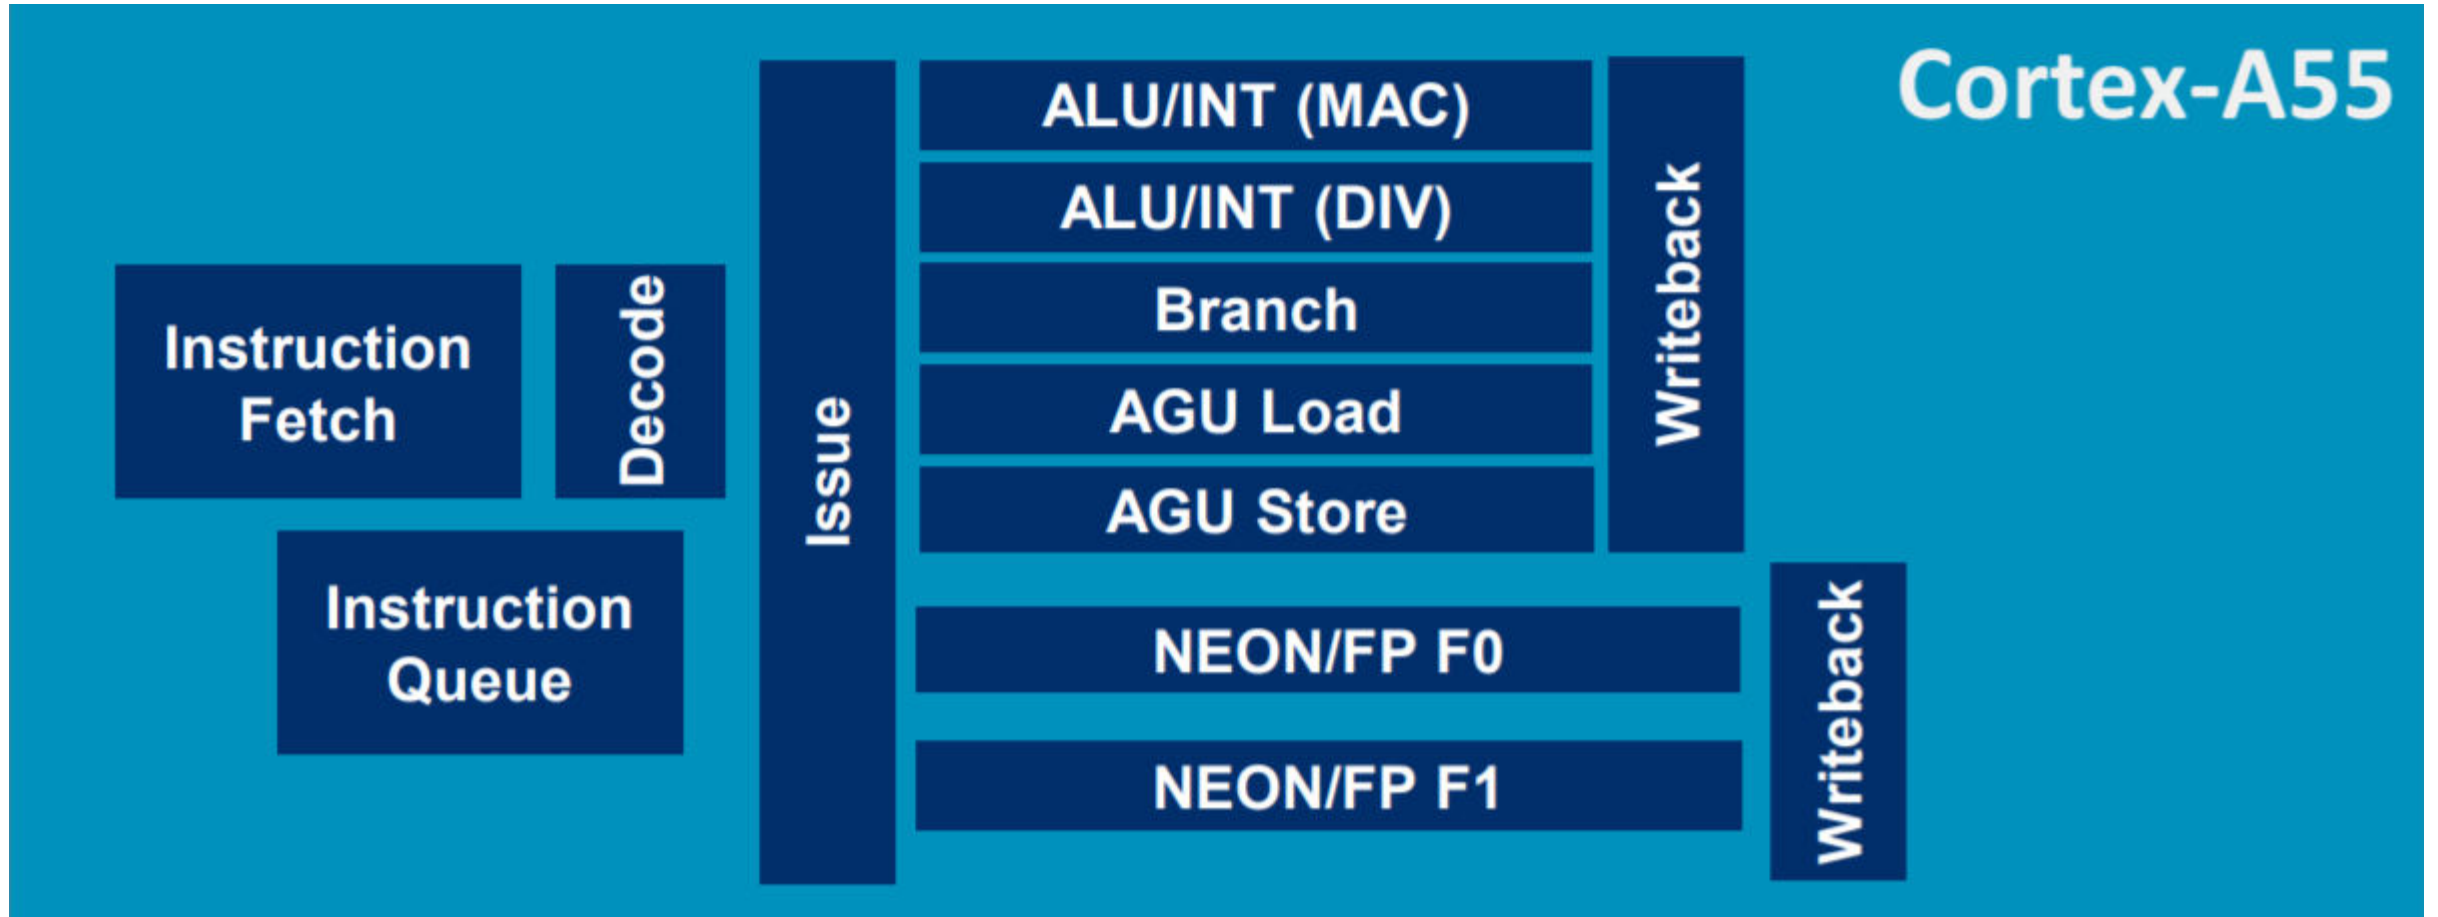 Cortex-A55
Instruction
Fetch
Decode
Instruction
Queue
Issue
ALU/INT (MAC)
ALU/INT (DIV)
Branch
AGU Load
AGU Store
Writeback
NEON/FP F0
NEON/FP F1
Writeback